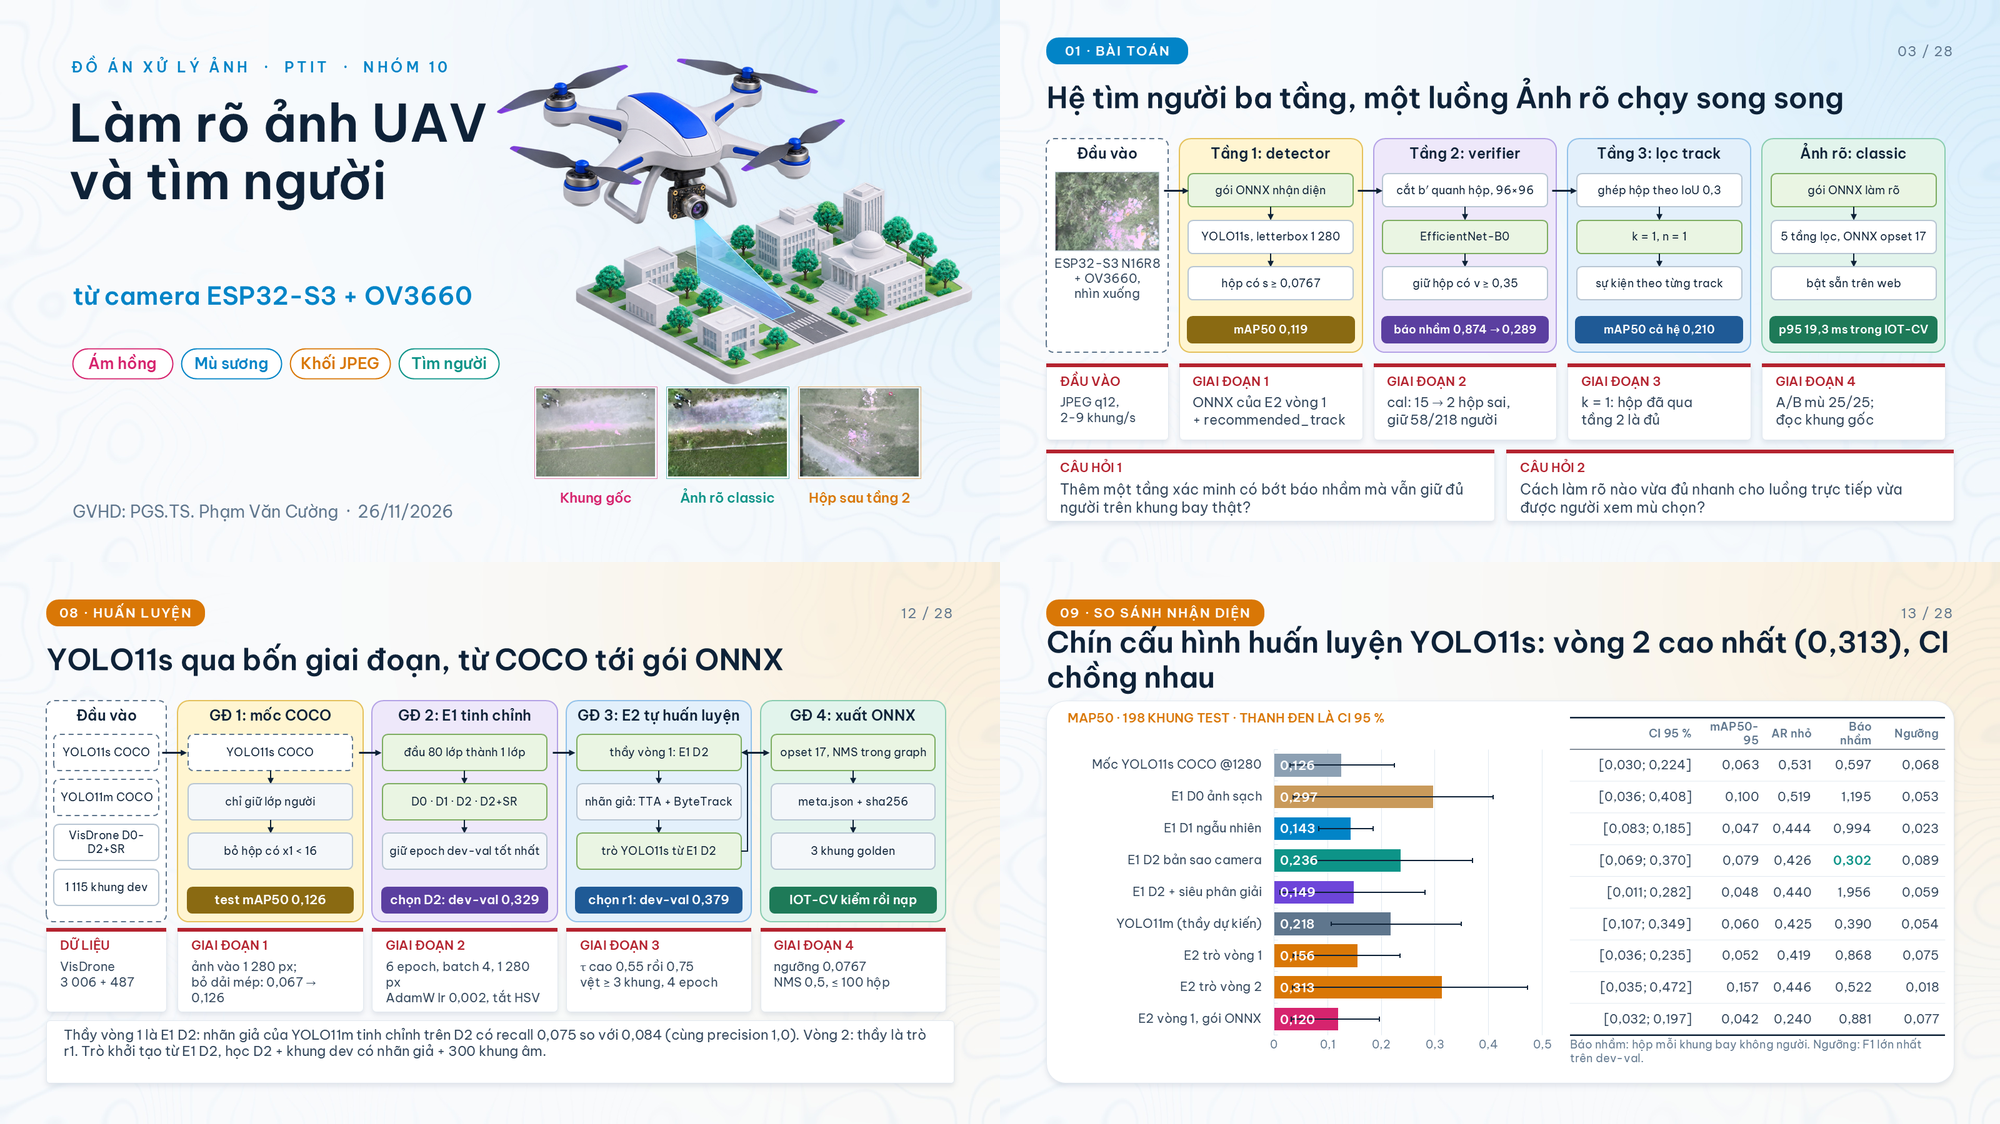 ĐỒ ÁN XỬ LÝ ẢNH · PTIT · NHÓM 10
Làm rõ ảnh UAV
và tìm người
từ camera ESP32-S3 + OV3660
Ám hồng
Mù sương
Khối JPEG
Tìm người
Khung gốc
Ảnh rõ classic
Hộp sau tầng 2
GVHD: PGS.TS. Phạm Văn Cường · 26/11/2026
01 · BÀI TOÁN
03 / 28
Hệ tìm người ba tầng, một luồng Ảnh rõ chạy song song
Đầu vào
ESP32-S3 N16R8
+ OV3660,
nhìn xuống
Tầng 1: detector
gói ONNX nhận diện
YOLO11s, letterbox 1 280
hộp có s ≥ 0,0767
mAP50 0,119
Tầng 2: verifier
cắt b′ quanh hộp, 96×96
EfficientNet-B0
giữ hộp có v ≥ 0,35
báo nhầm 0,874 → 0,289
Tầng 3: lọc track
ghép hộp theo IoU 0,3
k = 1, n = 1
sự kiện theo từng track
mAP50 cả hệ 0,210
Ảnh rõ: classic
gói ONNX làm rõ
5 tầng lọc, ONNX opset 17
bật sẵn trên web
p95 19,3 ms trong IOT-CV
ĐẦU VÀO
JPEG q12,
2-9 khung/s
GIAI ĐOẠN 1
ONNX của E2 vòng 1
+ recommended_track
GIAI ĐOẠN 2
cal: 15 → 2 hộp sai,
giữ 58/218 người
GIAI ĐOẠN 3
k = 1: hộp đã qua
tầng 2 là đủ
GIAI ĐOẠN 4
A/B mù 25/25;
đọc khung gốc
CÂU HỎI 1
Thêm một tầng xác minh có bớt báo nhầm mà vẫn giữ đủ
người trên khung bay thật?
CÂU HỎI 2
Cách làm rõ nào vừa đủ nhanh cho luồng trực tiếp vừa
được người xem mù chọn?
08 · HUẤN LUYỆN
12 / 28
YOLO11s qua bốn giai đoạn, từ COCO tới gói ONNX
Đầu vào
YOLO11s COCO
YOLO11m COCO
VisDrone D0-
D2+SR
1 115 khung dev
GĐ 1: mốc COCO
YOLO11s COCO
chỉ giữ lớp người
bỏ hộp có x1 < 16
test mAP50 0,126
GĐ 2: E1 tinh chỉnh
đầu 80 lớp thành 1 lớp
D0 · D1 · D2 · D2+SR
giữ epoch dev-val tốt nhất
chọn D2: dev-val 0,329
GĐ 3: E2 tự huấn luyện
thầy vòng 1: E1 D2
nhãn giả: TTA + ByteTrack
trò YOLO11s từ E1 D2
chọn r1: dev-val 0,379
GĐ 4: xuất ONNX
opset 17, NMS trong graph
meta.json + sha256
3 khung golden
IOT-CV kiểm rồi nạp
DỮ LIỆU
VisDrone
3 006 + 487
GIAI ĐOẠN 1
ảnh vào 1 280 px;
bỏ dải mép: 0,067 →
0,126
GIAI ĐOẠN 2
6 epoch, batch 4, 1 280
px
AdamW lr 0,002, tắt HSV
GIAI ĐOẠN 3
τ cao 0,55 rồi 0,75
vệt ≥ 3 khung, 4 epoch
GIAI ĐOẠN 4
ngưỡng 0,0767
NMS 0,5, ≤ 100 hộp
Thầy vòng 1 là E1 D2: nhãn giả của YOLO11m tinh chỉnh trên D2 có recall 0,075 so với 0,084 (cùng precision 1,0). Vòng 2: thầy là trò
r1. Trò khởi tạo từ E1 D2, học D2 + khung dev có nhãn giả + 300 khung âm.
09 · SO SÁNH NHẬN DIỆN
13 / 28
Chín cấu hình huấn luyện YOLO11s: vòng 2 cao nhất (0,313), CI
chồng nhau
MAP50 · 198 KHUNG TEST · THANH ĐEN LÀ CI 95 %
CI 95 % mAP50-95 AR nhỏ Báo nhầm Ngưỡng
Mốc YOLO11s COCO @1280 0,126 [0,030; 0,224] 0,063 0,531 0,597 0,068
E1 D0 ảnh sạch 0,297 [0,036; 0,408] 0,100 0,519 1,195 0,053
E1 D1 ngẫu nhiên 0,143 [0,083; 0,185] 0,047 0,444 0,994 0,023
E1 D2 bản sao camera 0,236 [0,069; 0,370] 0,079 0,426 0,302 0,089
E1 D2 + siêu phân giải 0,149 [0,011; 0,282] 0,048 0,440 1,956 0,059
YOLO11m (thầy dự kiến) 0,218 [0,107; 0,349] 0,060 0,425 0,390 0,054
E2 trò vòng 1 0,156 [0,036; 0,235] 0,052 0,419 0,868 0,075
E2 trò vòng 2 0,313 [0,035; 0,472] 0,157 0,446 0,522 0,018
E2 vòng 1, gói ONNX 0,120 [0,032; 0,197] 0,042 0,240 0,881 0,077
0 0,1 0,2 0,3 0,4 0,5
Báo nhầm: hộp mỗi khung bay không người. Ngưỡng: F1 lớn nhất
trên dev-val.